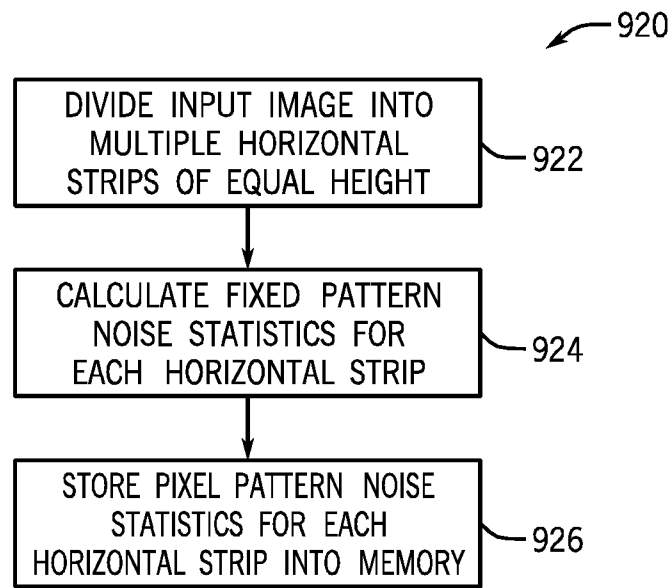 920
DIVIDE INPUT IMAGE INTO
MULTIPLE HORIZONTAL
STRIPS OF EQUAL HEIGHT
922
CALCULATE FIXED PATTERN
NOISE STATISTICS FOR
EACH HORIZONTAL STRIP
924
STORE PIXEL PATTERN NOISE
STATISTICS FOR EACH
HORIZONTAL STRIP INTO MEMORY
926